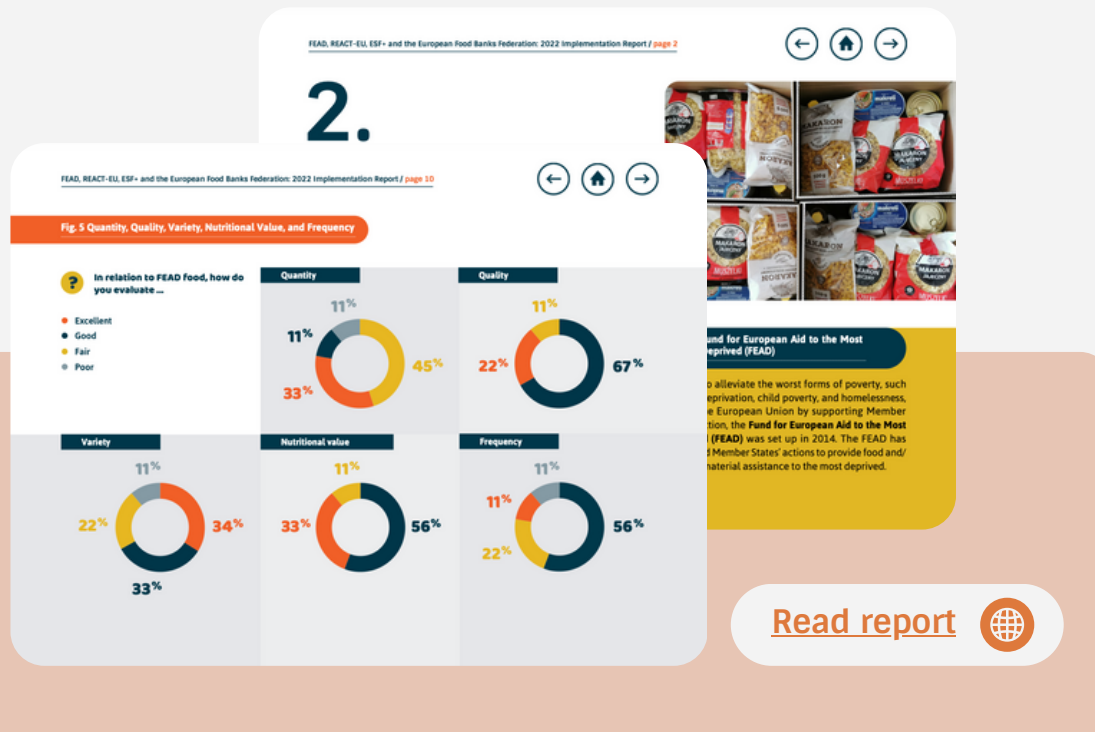 FEAD, REACT-EU, ESF+ and the European Food Banks Federation: 2022 Implementation Report / page 2
2.
FEAD, REACT-EU, ESF+ and the European Food Banks Federation: 2022 Implementation Report / page 10
Fig. 5 Quantity, Quality, Variety, Nutritional Value, and Frequency
? In relation to FEAD food, how do
you evaluate ...
Excellent
Good
Fair
Poor
Quantity
11%
11%
45%
33%
Quality
11%
22%
67%
Variety
11%
22%
34%
33%
Nutritional value
11%
33%
56%
Frequency
11%
11%
56%
22%
MAKARON
MAKARON
MAKARON
MAKARON
MAKARON
MAKARON
und for European Aid to the Most
eprived (FEAD)
o alleviate the worst forms of poverty, such
eprivation, child poverty, and homelessness,
e European Union by supporting Member
tion, the Fund for European Aid to the Most
(FEAD) was set up in 2014. The FEAD has
d Member States' actions to provide food and/
material assistance to the most deprived.
Read report